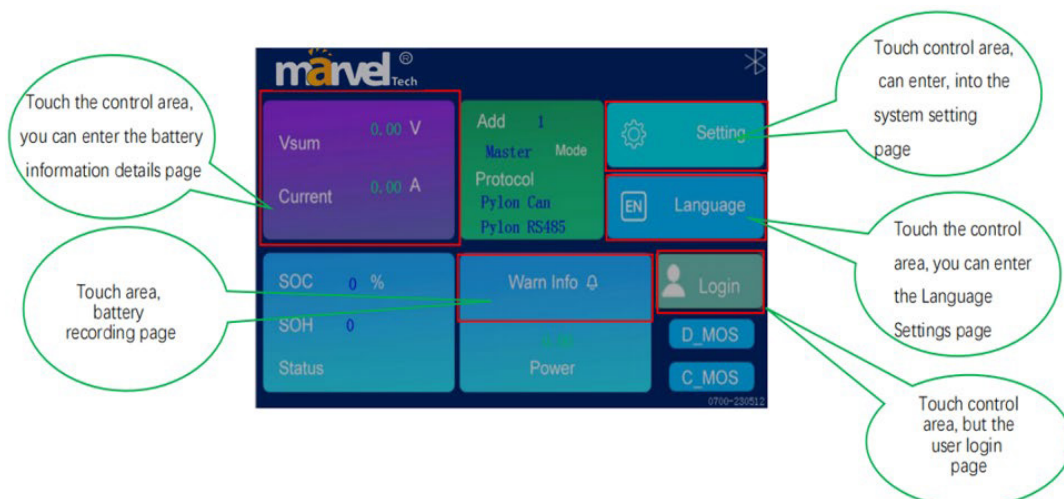 Touch the control area,
you can enter the battery
information details page
Touch area,
battery
recording page
marvel ®
Tech
Vsum 0.00 V
Current 0.00 A
Add 1
Master Mode
Protocol
Pylon Can
Pylon RS485
Setting
EN Language
SOC 0 %
SOH 0
Status
Warn Info
Power
Login
D_MOS
C_MOS
0700-230512
Touch control area,
can enter, into the
system setting
page
Touch the control
area, you can enter
the Language
Settings page
Touch control
area, but the
user login
page